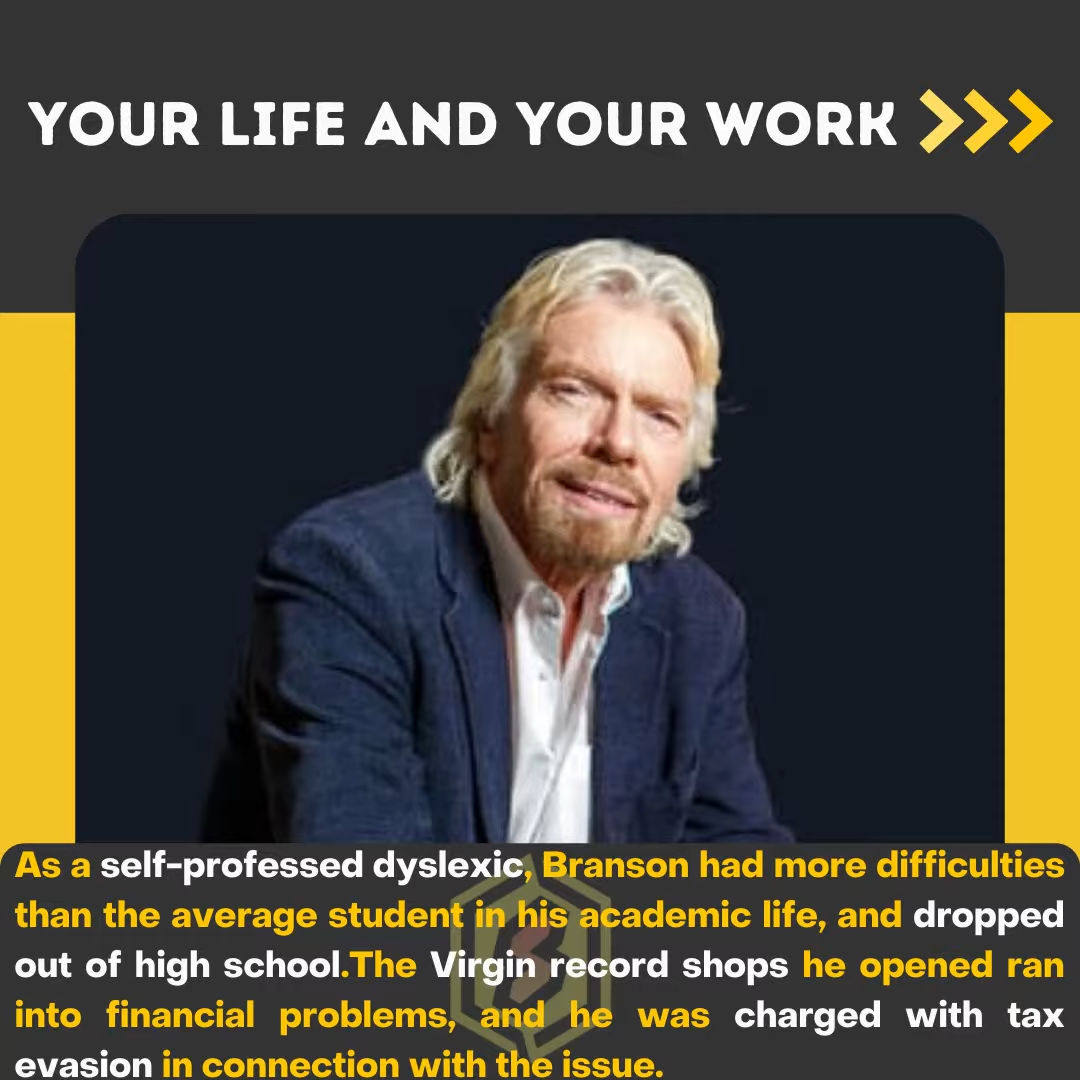 YOUR LIFE AND YOUR WORK
As a self-professed dyslexic, Branson had more difficulties
than the average student in his academic life, and dropped
out of high school.The Virgin record shops he opened ran
into financial problems, and he was charged with tax
evasion in connection with the issue.